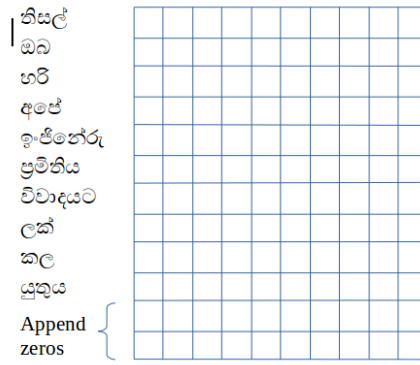 තිසල්
ඔබ
හරි
අපේ
ඉංජිනේරු
ප්‍රමිතිය
විවාදයට
ලක්
කල
යුතුය
Append
zeros